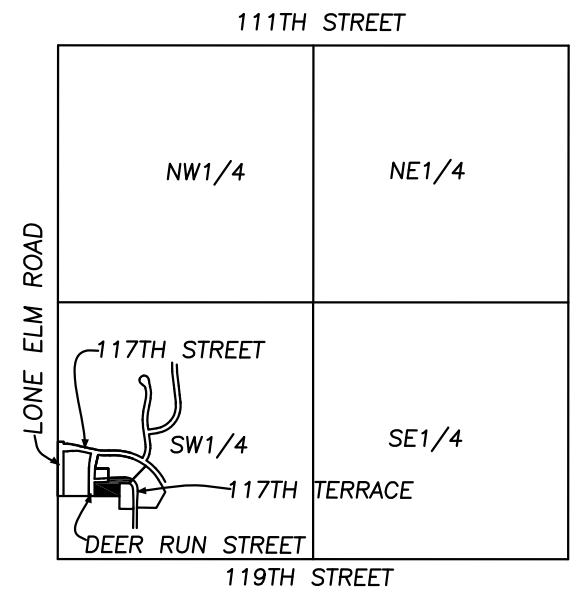 111TH STREET
NW1/4
NE1/4
LONE ELM ROAD
117TH STREET
SW1/4
SE1/4
117TH TERRACE
DEER RUN STREET
119TH STREET